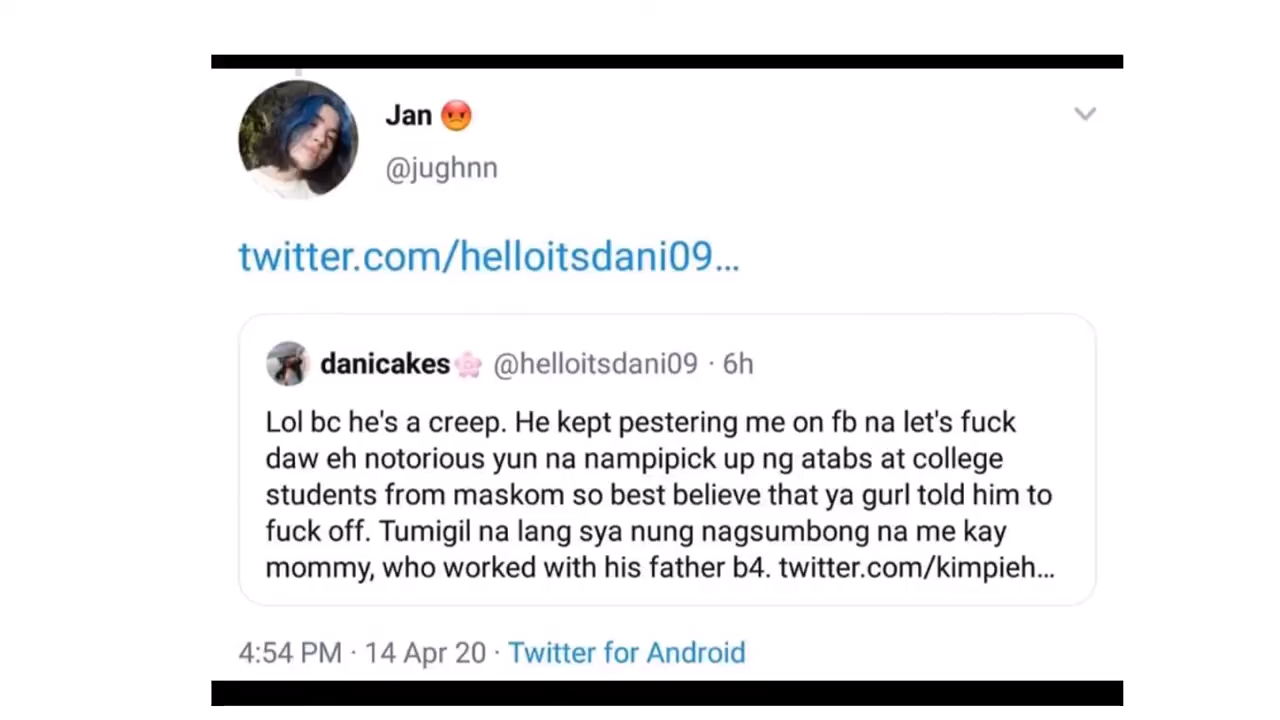 Jan 😡
@jughnn
twitter.com/helloitsdani09...
danicakes🌸 @helloitsdani09 · 6h
Lol bc he's a creep. He kept pestering me on fb na let's fuck
daw eh notorious yun na nampipick up ng atabs at college
students from maskom so best believe that ya gurl told him to
fuck off. Tumigil na lang sya nung nagsumbong na me kay
mommy, who worked with his father b4. twitter.com/kimpieh...
4:54 PM · 14 Apr 20 · Twitter for Android